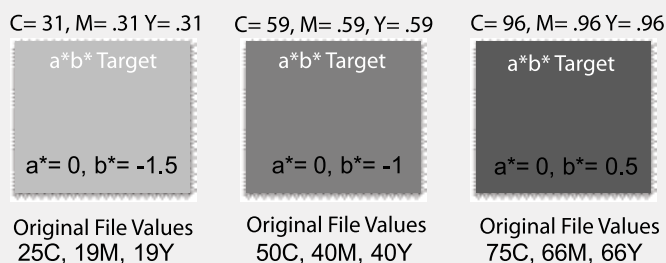 C= 31, M= .31 Y= .31
a*b* Target
a*= 0, b*= -1.5
Original File Values
25C, 19M, 19Y
C= 59, M= .59, Y= .59
a*b* Target
a*= 0, b*= -1
Original File Values
50C, 40M, 40Y
C= 96, M= .96 Y= .96
a*b* Target
a*= 0, b*= 0.5
Original File Values
75C, 66M, 66Y